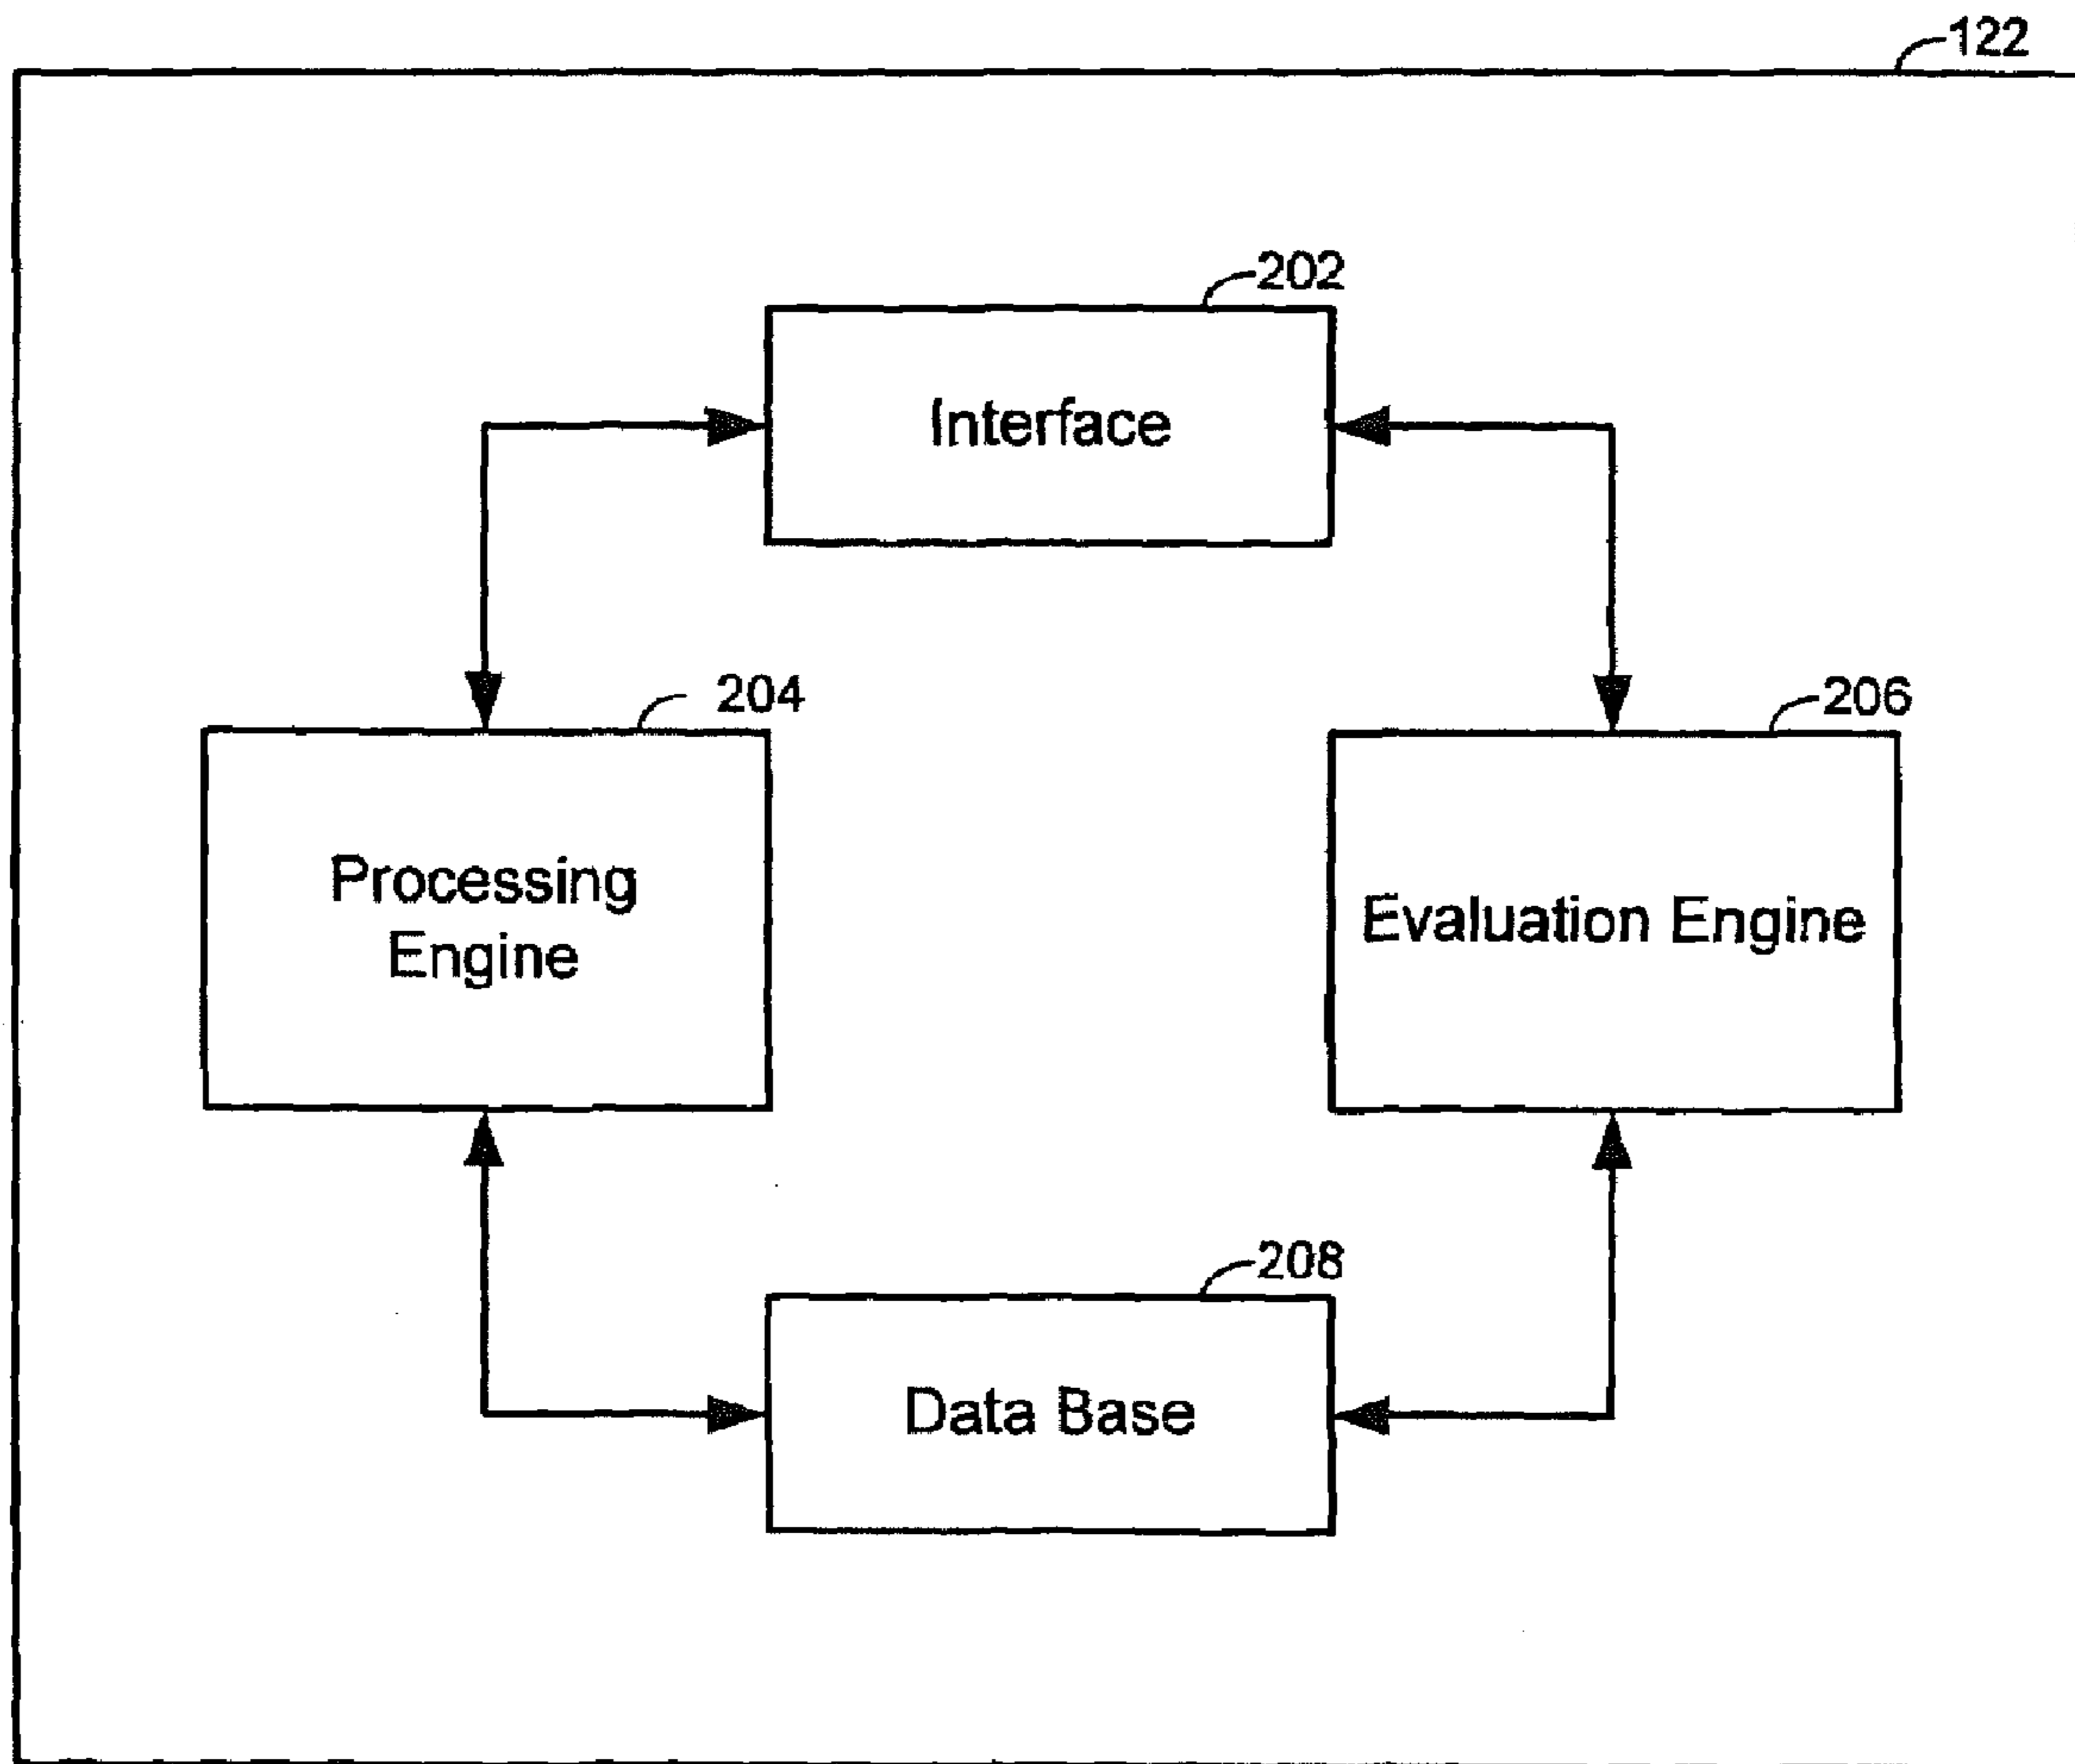 122
202
Interface
204
206
Processing
Engine
Evaluation Engine
208
Data Base